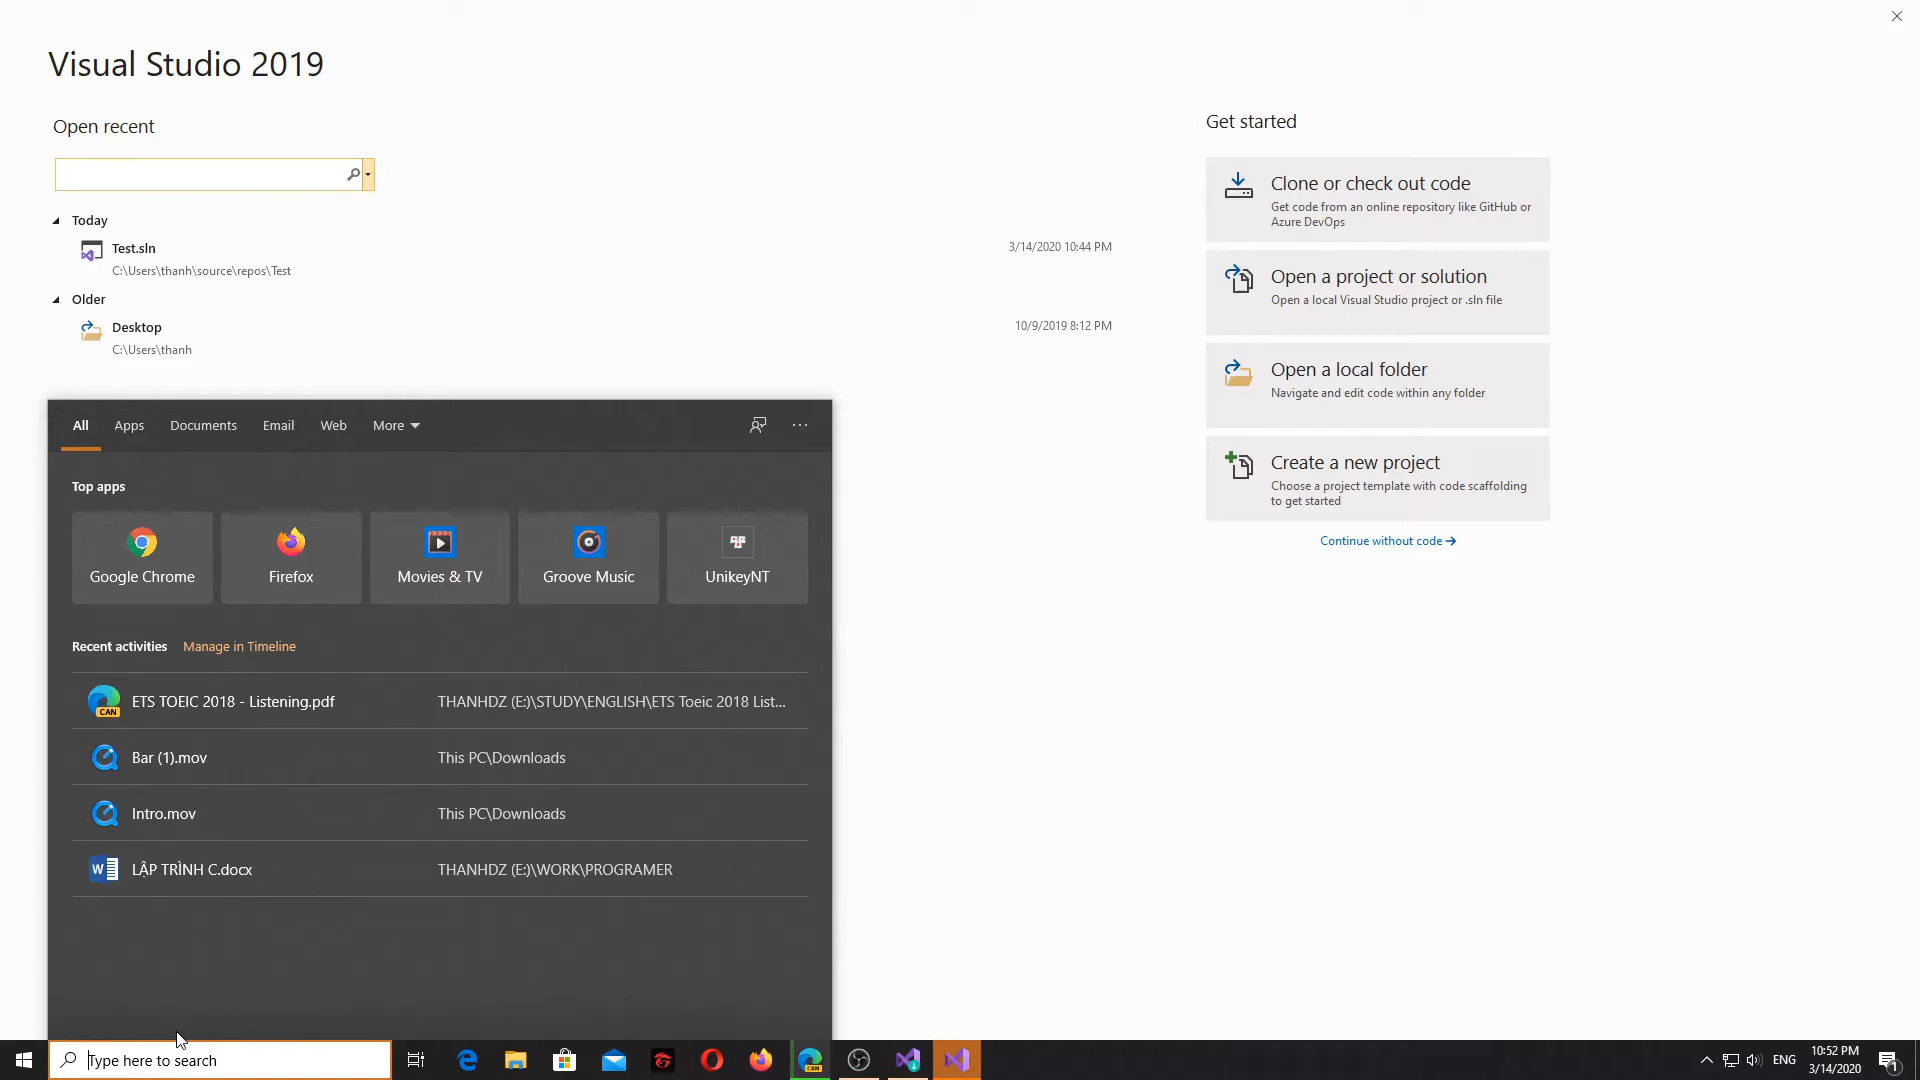 Visual Studio 2019
Open recent
Today
Test.sln
3/14/2020 10:44 PM
C:\Users\thanh\source\repos\Test
Older
Desktop
10/9/2019 8:12 PM
C:\Users\thanh
Get started
Clone or check out code
Get code from an online repository like GitHub or
Azure DevOps
Open a project or solution
Open a local Visual Studio project or .sln file
Open a local folder
Navigate and edit code within any folder
Create a new project
Choose a project template with code scaffolding
to get started
Continue without code
All Apps Documents Email Web More
Top apps
Google Chrome Firefox Movies & TV Groove Music UnikeyNT
Recent activities Manage in Timeline
CAN
ETS TOEIC 2018 - Listening.pdf THANHDZ (E:)\STUDY\ENGLISH\ETS Toeic 2018 List...
Bar (1).mov This PC\Downloads
Intro.mov This PC\Downloads
LẬP TRÌNH C.docx THANHDZ (E:)\WORK\PROGRAMER
Type here to search
CAN
ENG
10:52 PM
3/14/2020
1